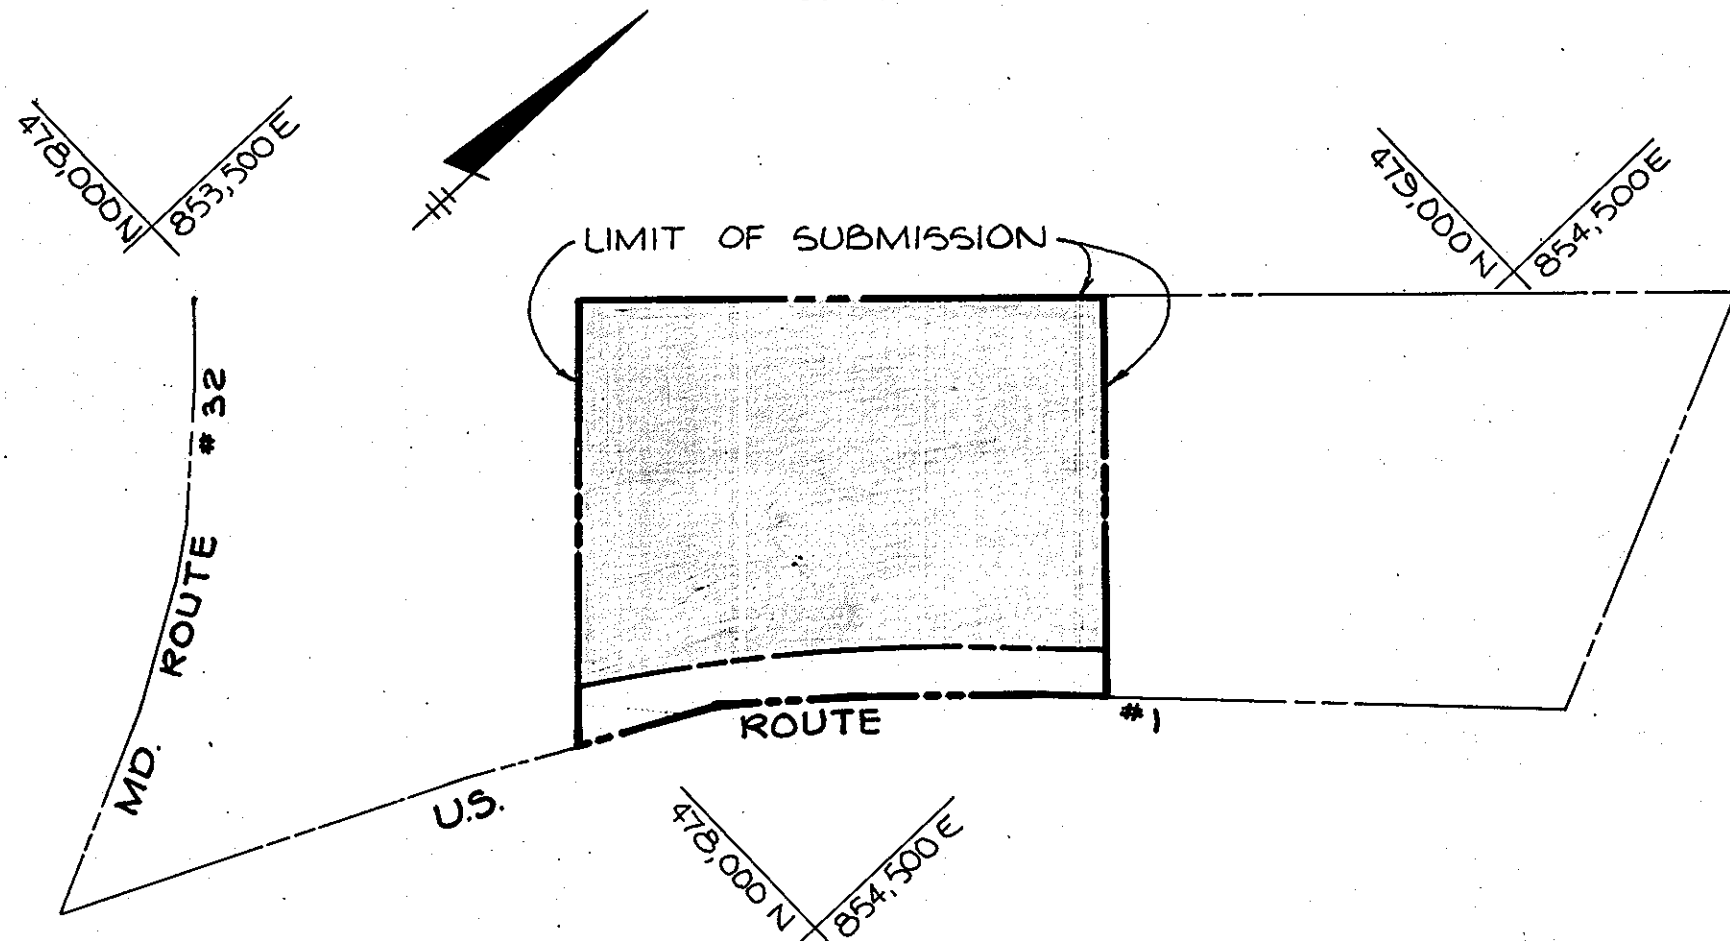 478,000N
853,500E
479,000N
854,500E
LIMIT OF SUBMISSION
MD. ROUTE #32
U.S. ROUTE #1
478,000N
854,500E